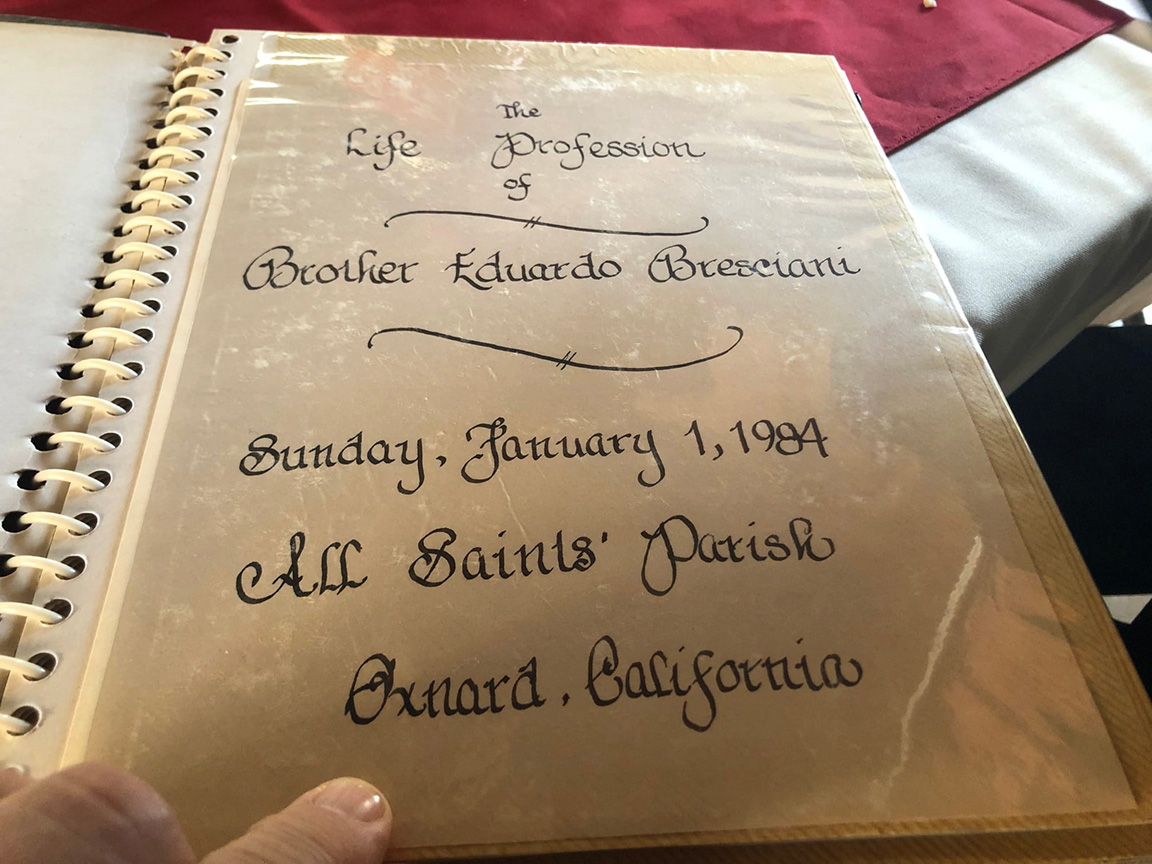 The
Life Profession
of
Brother Eduardo Bresciani
Sunday, January 1, 1984
All Saints' Parish
Oxnard, California